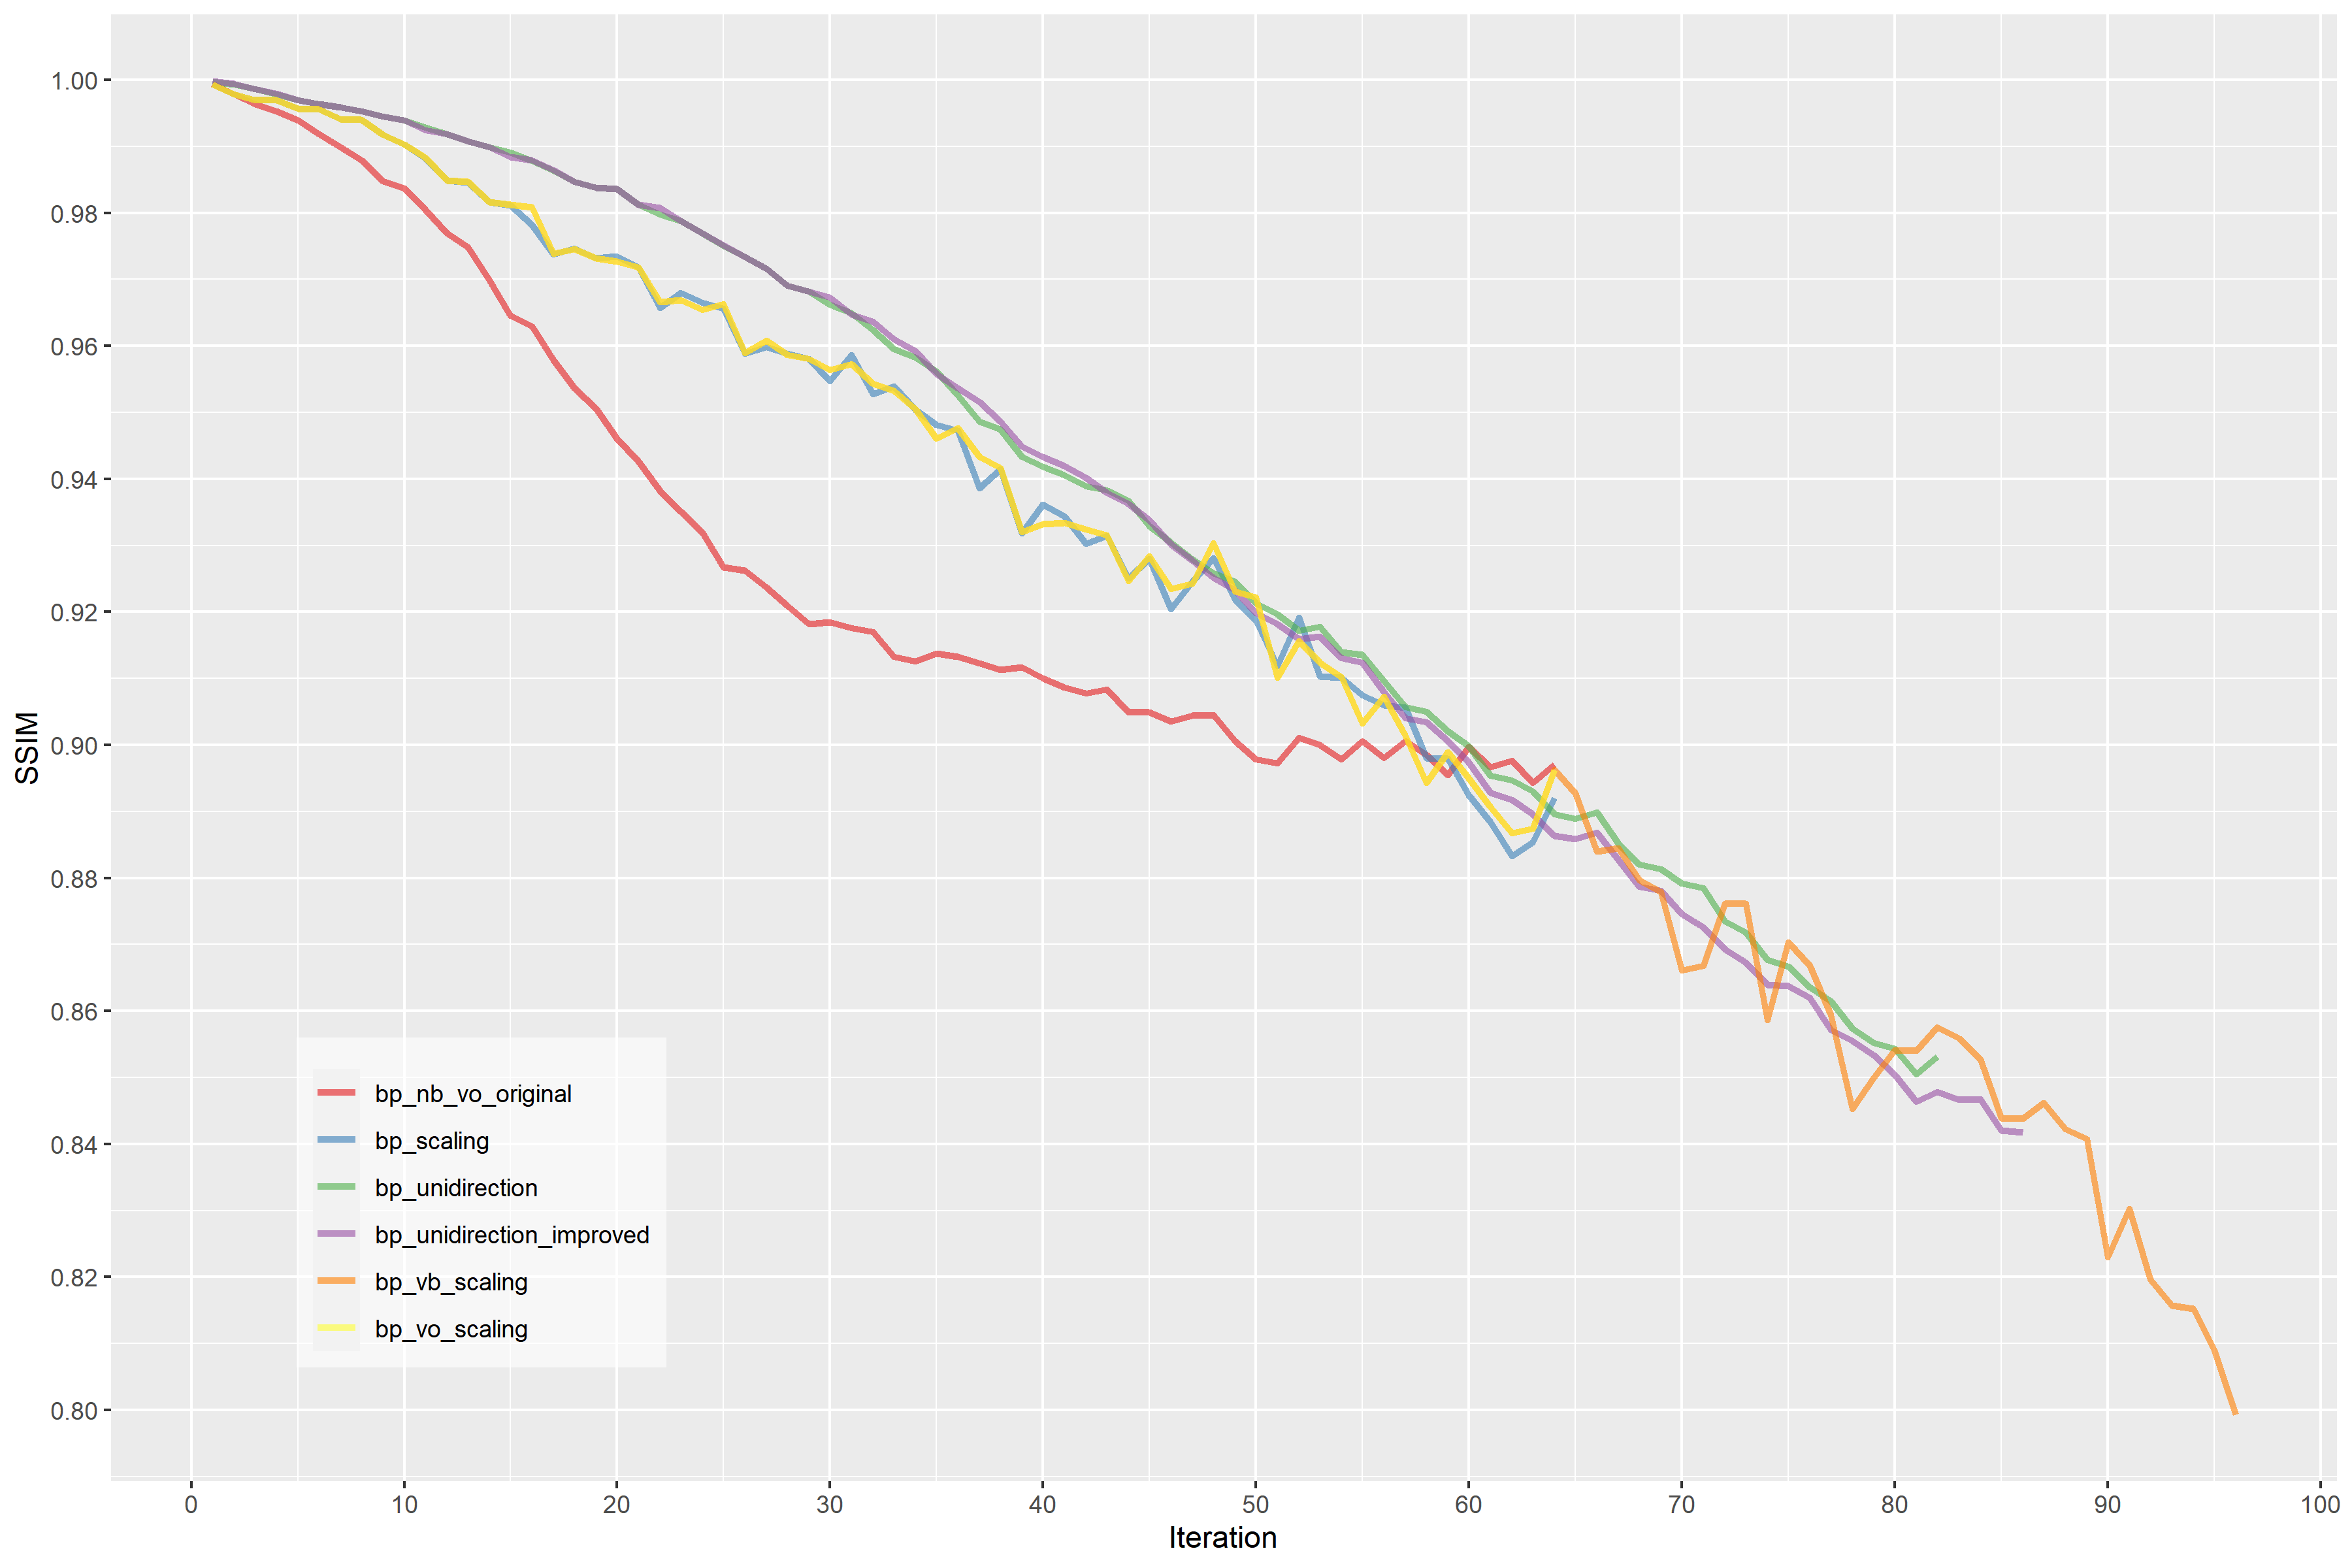 1.00
0.98
0.96
0.94
0.92
0.90
0.88
0.86
0.84
0.82
0.80
SSIM
bp_nb_vo_original
bp_scaling
bp_unidirection
bp_unidirection_improved
bp_vb_scaling
bp_vo_scaling
0 10 20 30 40 50 60 70 80 90 100
Iteration